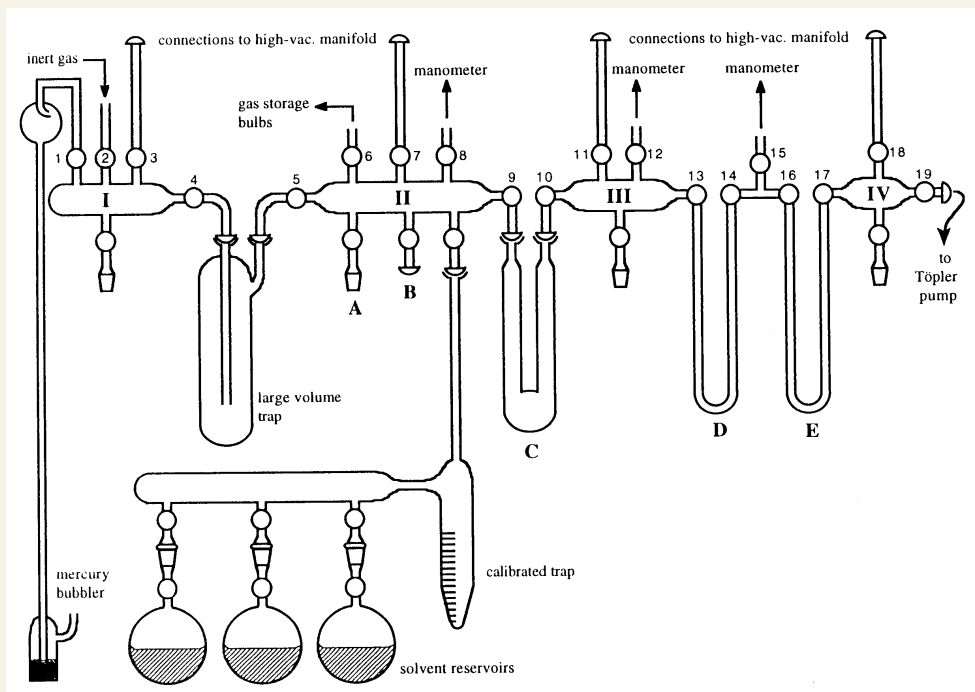 connections to high-vac. manifold
connections to high-vac. manifold
inert gas
manometer
manometer
manometer
gas storage
bulbs
1
2
3
6
7
8
11
12
15
18
4
5
9
10
13
14
16
17
19
I
II
III
IV
to
Töpler
pump
A
B
large volume
trap
C
D
E
mercury
bubbler
calibrated trap
solvent reservoirs